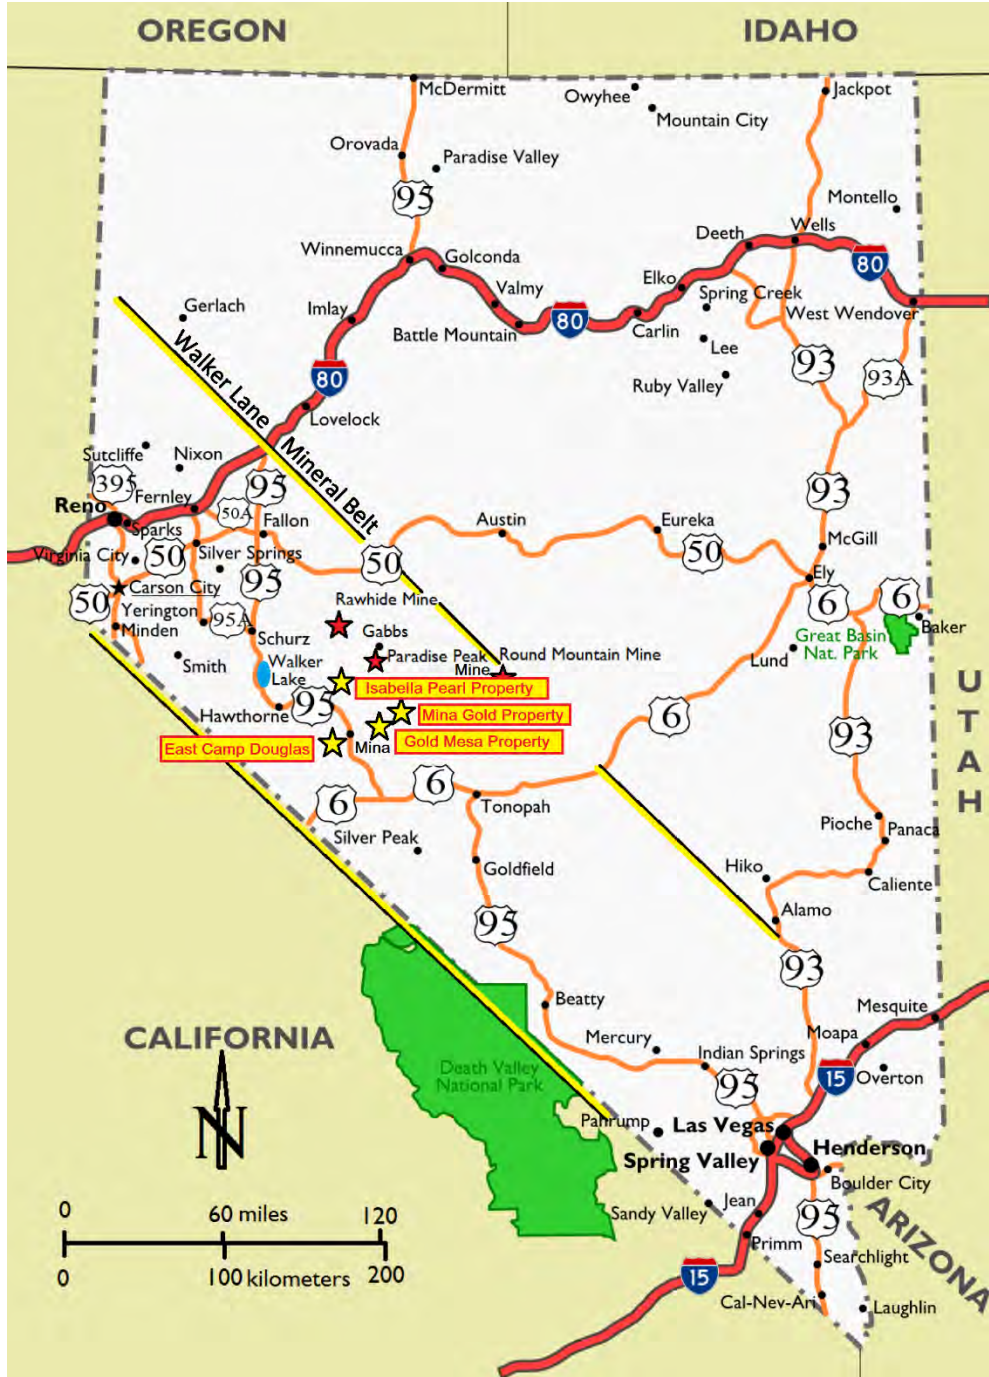 OREGON
IDAHO
McDermitt
Owyhee
Jackpot
Mountain City
Orovada
Paradise Valley
95
Montello
Deeth
Wells
Winnemucca
Golconda
80
Elko
Valmy
Spring Creek
Gerlach
Imlay
West Wendover
80
Battle Mountain
Carlin
Lee
Walker Lane
93
Ruby Valley
93A
80
Lovelock
Mineral Belt
Sutcliffe
Nixon
395
95
93
Reno
Fernley
50A
Sparks
Fallon
Austin
Eureka
Virginia City
50
Silver Springs
50
50
McGill
Carson City
95
Ely
50
Rawhide Mine
6
6
Yerington
95A
Minden
Schurz
Gabbs
Great Basin
Nat. Park
Baker
Smith
Walker
Lake
Paradise Peak
Mine
Round Mountain Mine
Lund
Isabella Pearl Property
Hawthorne
95
Mina Gold Property
6
East Camp Douglas
Mina
Gold Mesa Property
93
UTAH
6
6
Tonopah
Silver Peak
Pioche
Panaca
Goldfield
Hiko
Caliente
95
Alamo
93
Beatty
Mesquite
CALIFORNIA
Mercury
Moapa
Death Valley
National Park
Indian Springs
15
Overton
95
N
Pahrump
Las Vegas
Spring Valley
Henderson
Boulder City
ARIZONA
0 60 miles 120
Sandy Valley
Jean
95
Primm
0 100 kilometers 200
Searchlight
15
Cal-Nev-Ari
Laughlin